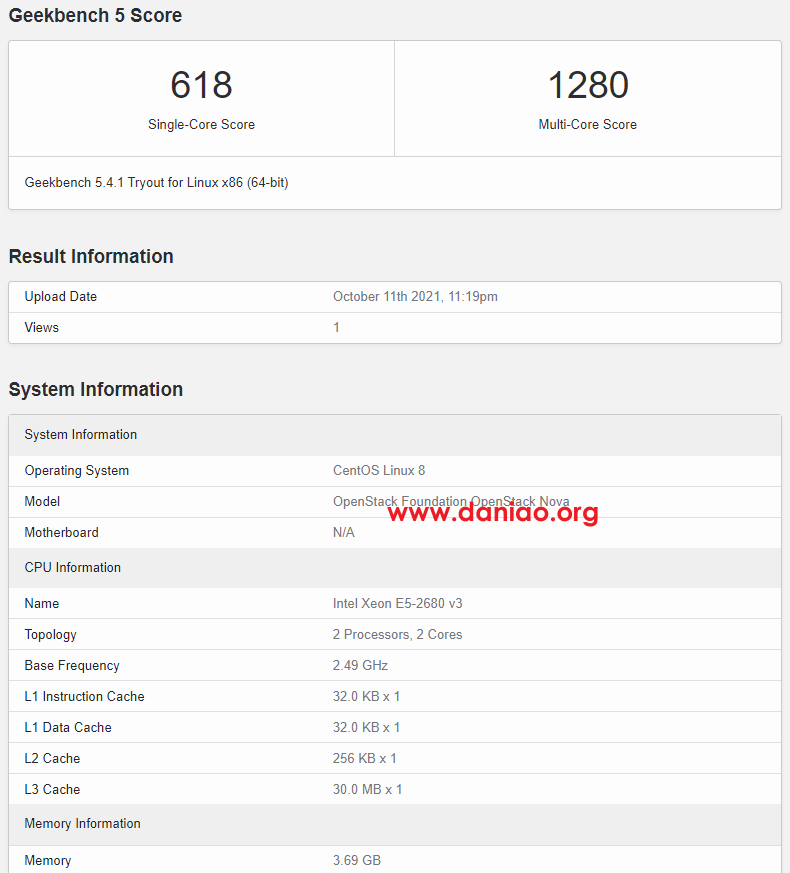 Geekbench 5 Score
618 1280
Single-Core Score Multi-Core Score
Geekbench 5.4.1 Tryout for Linux x86 (64-bit)
Result Information
Upload Date October 11th 2021, 11:19pm
Views 1
System Information
System Information
Operating System CentOS Linux 8
Model OpenStack Foundation OpenStack Nova
www.daniao.org
Motherboard N/A
CPU Information
Name Intel Xeon E5-2680 v3
Topology 2 Processors, 2 Cores
Base Frequency 2.49 GHz
L1 Instruction Cache 32.0 KB x 1
L1 Data Cache 32.0 KB x 1
L2 Cache 256 KB x 1
L3 Cache 30.0 MB x 1
Memory Information
Memory 3.69 GB